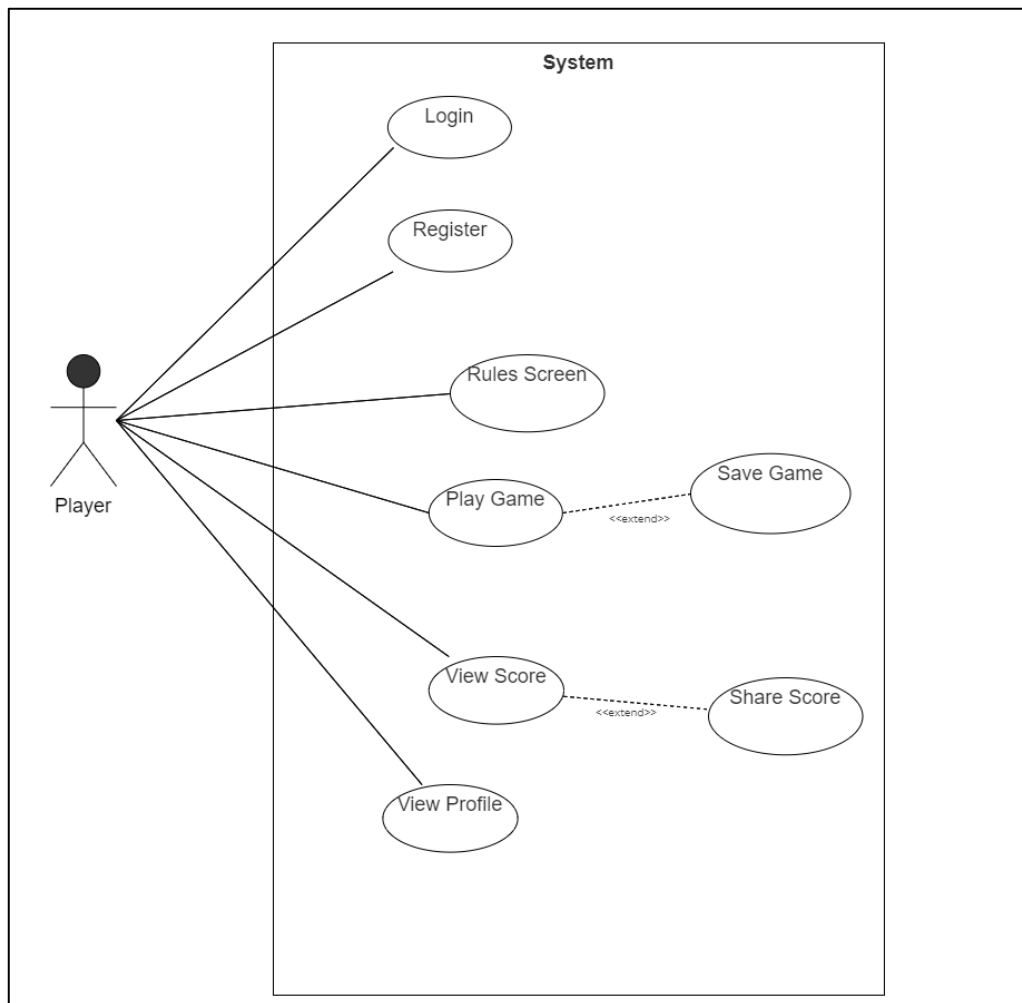 System
Login
Register
Rules Screen
Player
Play Game
<<extend>>
Save Game
View Score
<<extend>>
Share Score
View Profile